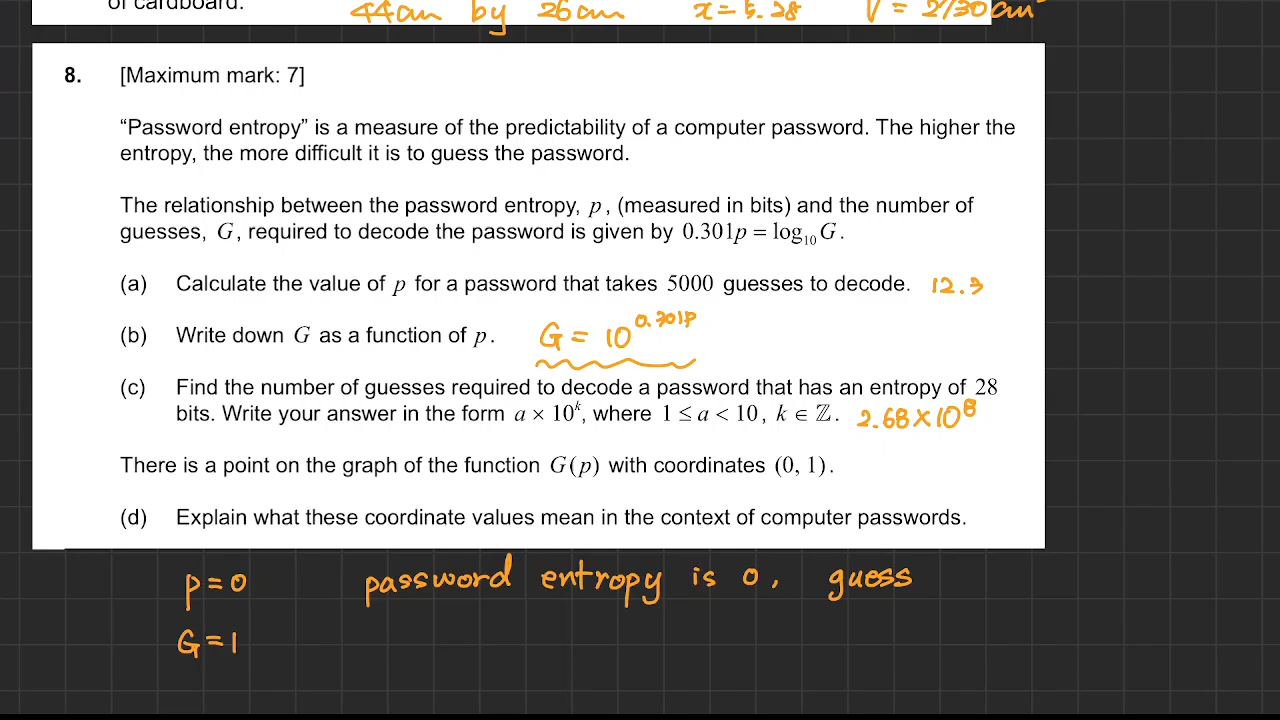 of cardboard.
44cm by 26cm x = 5.28 V = 2730 cm³
8. [Maximum mark: 7]
“Password entropy” is a measure of the predictability of a computer password. The higher the
entropy, the more difficult it is to guess the password.
The relationship between the password entropy, p, (measured in bits) and the number of
guesses, G, required to decode the password is given by 0.301p = log₁₀ G.
(a) Calculate the value of p for a password that takes 5000 guesses to decode. 12.3
(b) Write down G as a function of p. G = 10^0.301p
(c) Find the number of guesses required to decode a password that has an entropy of 28
bits. Write your answer in the form a × 10ᵏ, where 1 ≤ a < 10, k ∈ ℤ. 2.68 × 10⁸
There is a point on the graph of the function G(p) with coordinates (0, 1).
(d) Explain what these coordinate values mean in the context of computer passwords.
p = 0 password entropy is 0, guess
G = 1